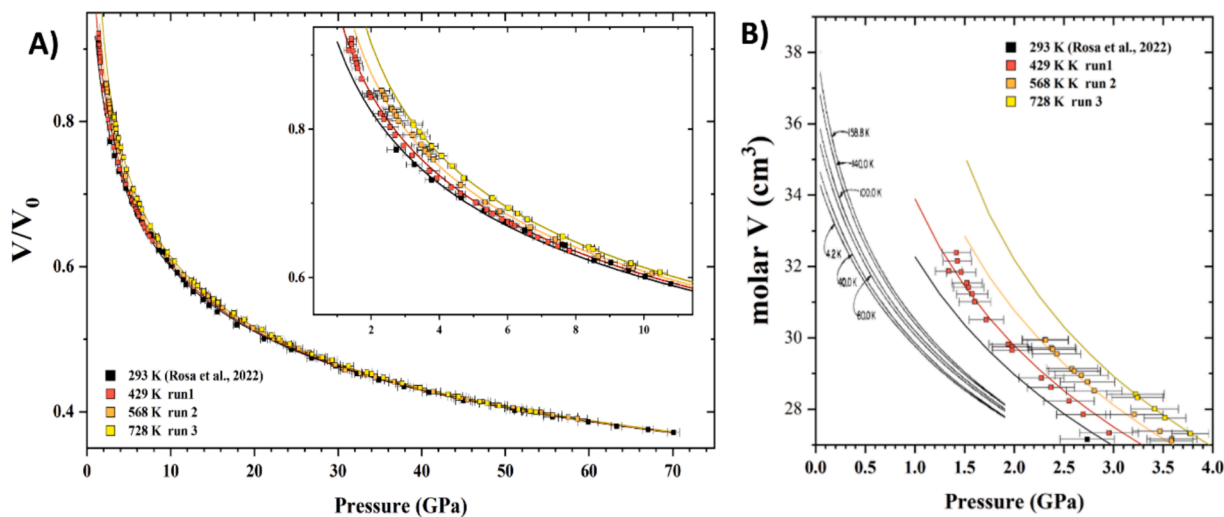 A)
V/V0
0.8
0.6
0.4
0 10 20 30 40 50 60 70
Pressure (GPa)
0.8
0.6
2 4 6 8 10
293 K (Rosa et al., 2022)
429 K run1
568 K run 2
728 K run 3
B)
molar V (cm3)
38
36
34
32
30
28
0.0 0.5 1.0 1.5 2.0 2.5 3.0 3.5 4.0
Pressure (GPa)
293 K (Rosa et al., 2022)
429 K K run1
568 K run 2
728 K run 3
158.8 K
140.0 K
100.0 K
4.2 K
40.0 K
60.0 K